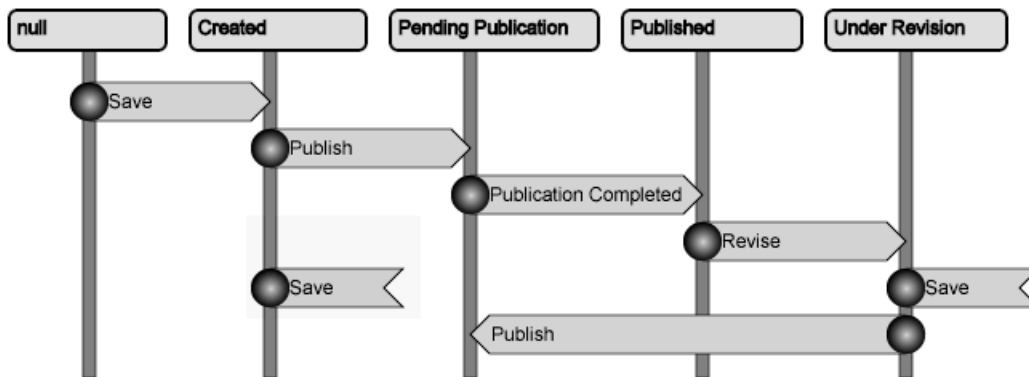 null
Created
Pending Publication
Published
Under Revision
Save
Publish
Publication Completed
Revise
Save
Save
Publish